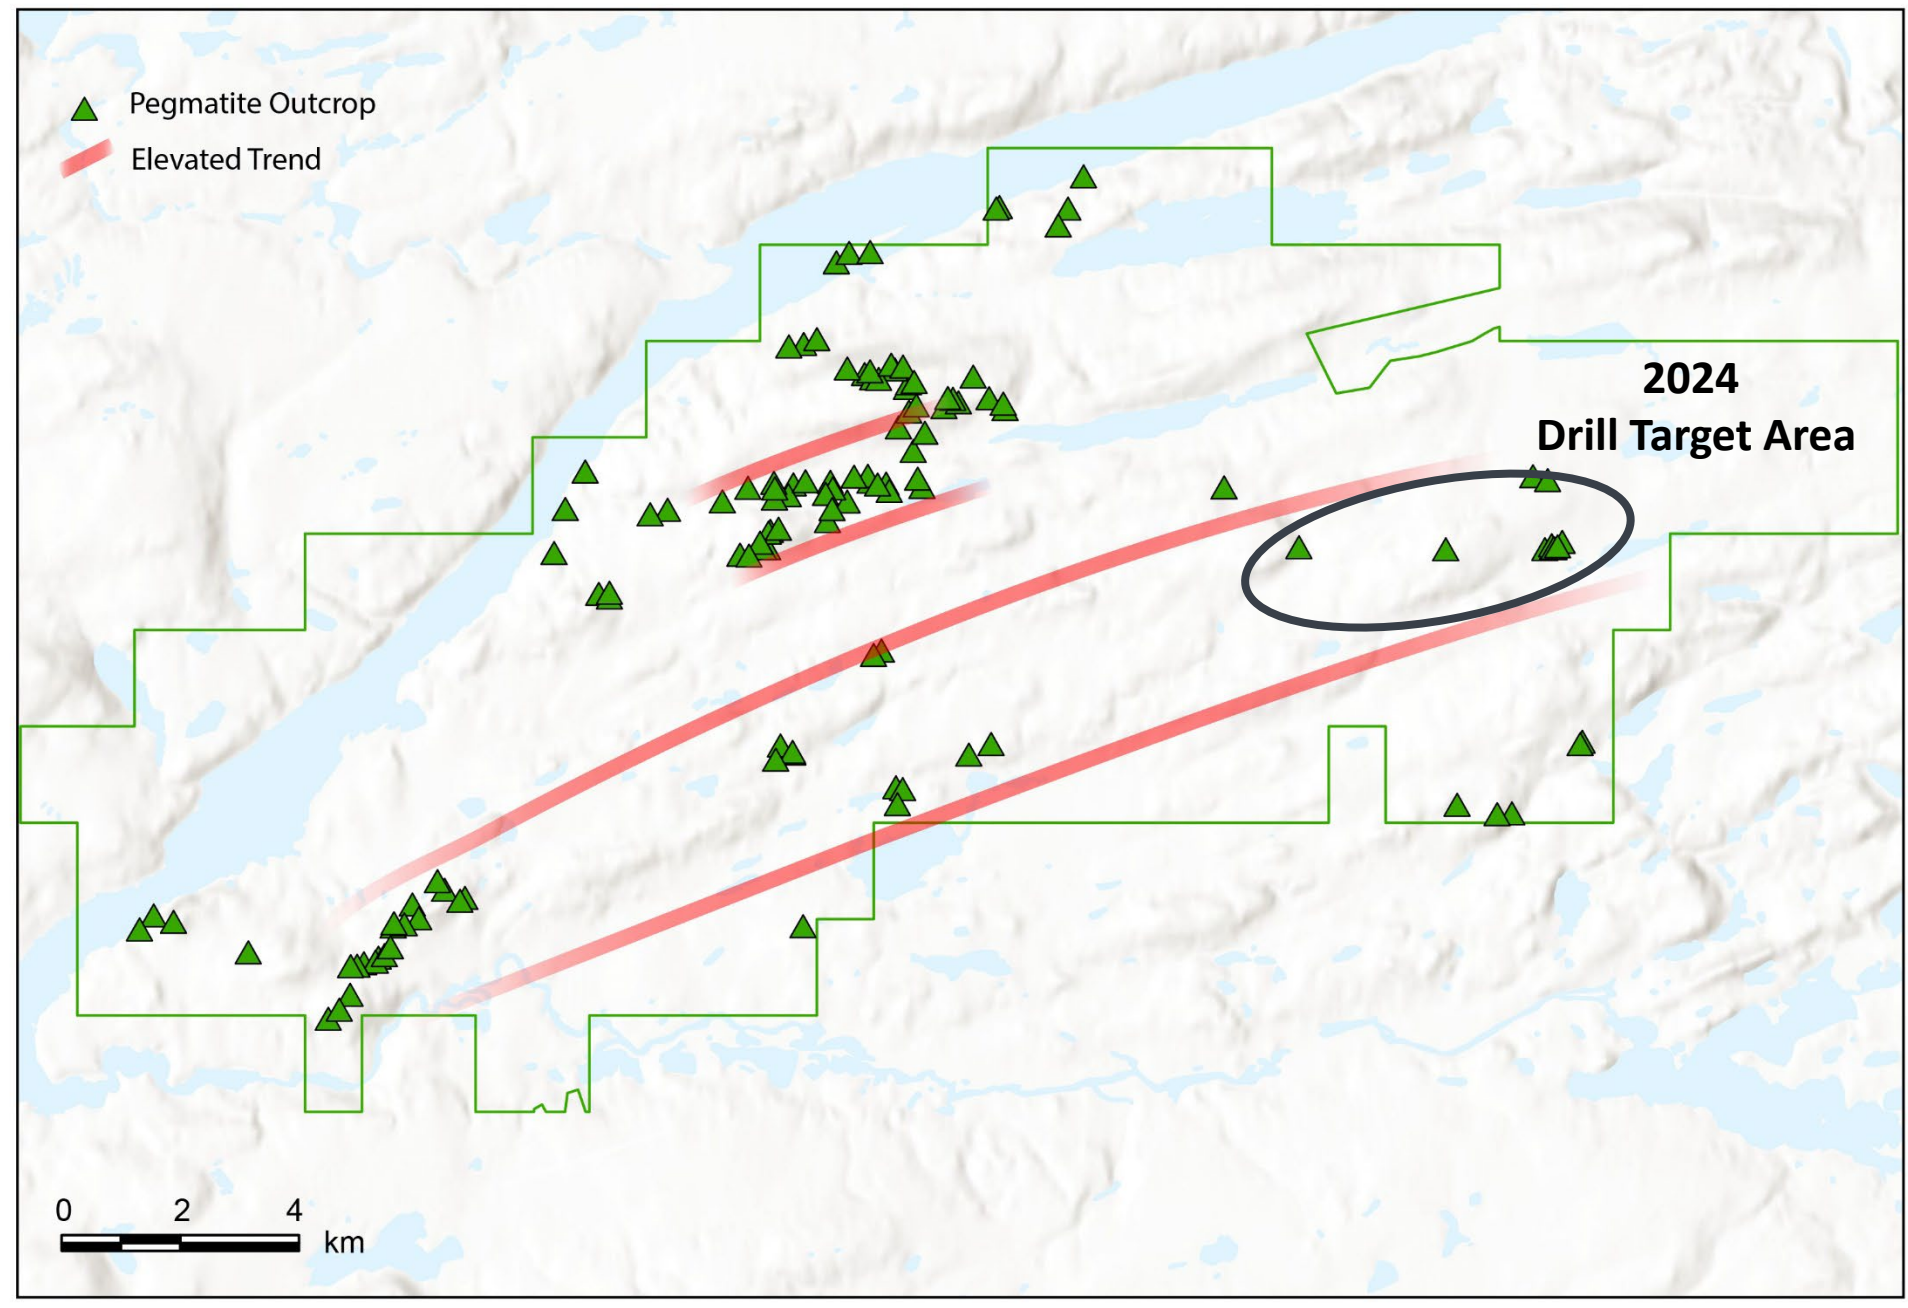 Pegmatite Outcrop
Elevated Trend
2024
Drill Target Area
0 2 4
km